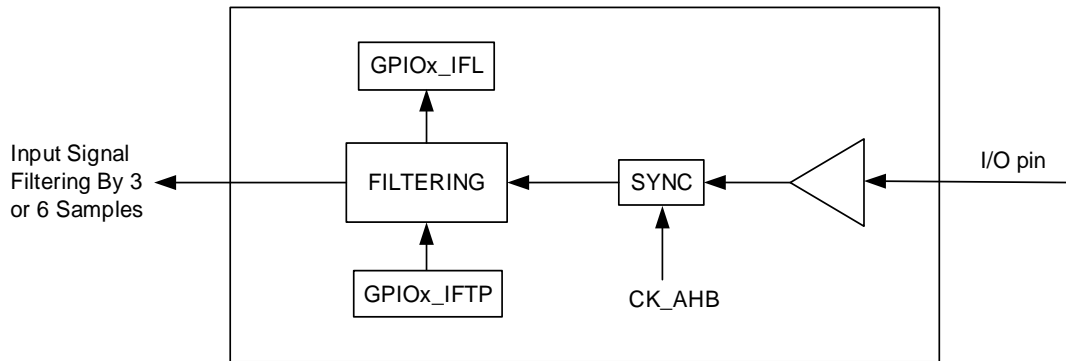 GPIOx_IFL
Input Signal
Filtering By 3
or 6 Samples
FILTERING
SYNC
I/O pin
GPIOx_IFTP
CK_AHB